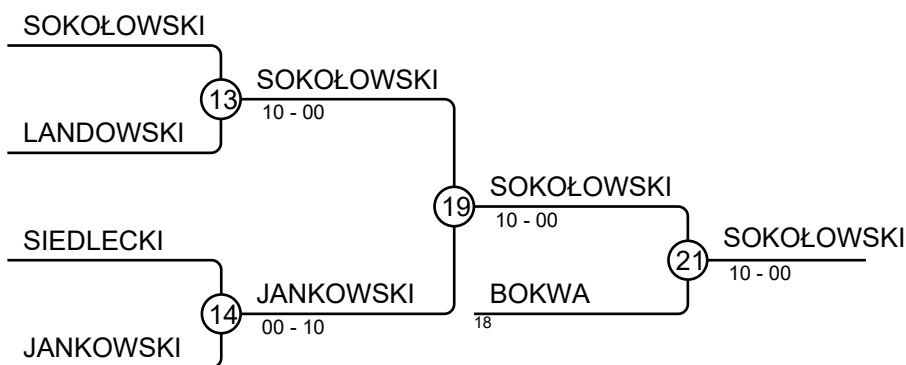 SOKOŁOWSKI
13
SOKOŁOWSKI
10 - 00
LANDOWSKI
19
SOKOŁOWSKI
10 - 00
SIEDLECKI
14
JANKOWSKI
00 - 10
JANKOWSKI
BOKWA
18
21
SOKOŁOWSKI
10 - 00